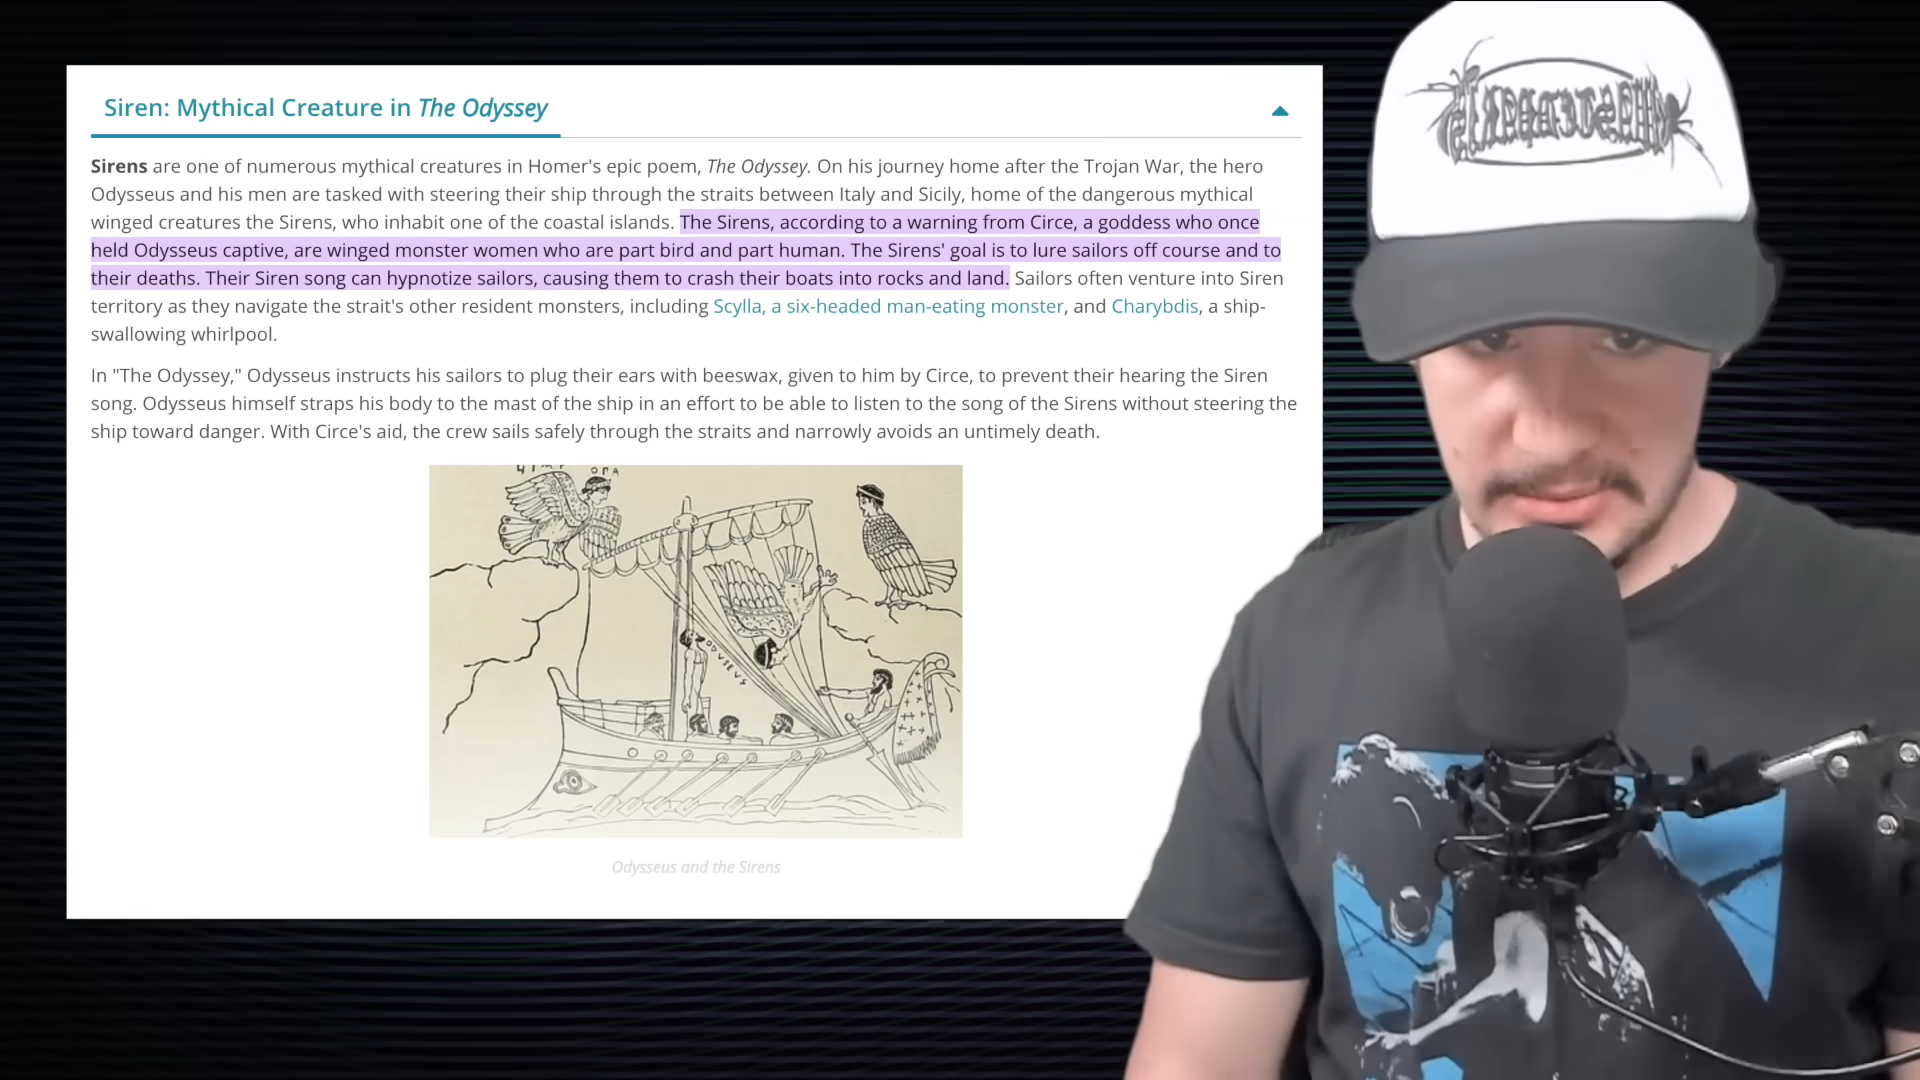 Siren: Mythical Creature in The Odyssey
Sirens are one of numerous mythical creatures in Homer's epic poem, The Odyssey. On his journey home after the Trojan War, the hero
Odysseus and his men are tasked with steering their ship through the straits between Italy and Sicily, home of the dangerous mythical
winged creatures the Sirens, who inhabit one of the coastal islands. The Sirens, according to a warning from Circe, a goddess who once
held Odysseus captive, are winged monster women who are part bird and part human. The Sirens' goal is to lure sailors off course and to
their deaths. Their Siren song can hypnotize sailors, causing them to crash their boats into rocks and land. Sailors often venture into Siren
territory as they navigate the strait's other resident monsters, including Scylla, a six-headed man-eating monster, and Charybdis, a ship-
swallowing whirlpool.
In "The Odyssey," Odysseus instructs his sailors to plug their ears with beeswax, given to him by Circe, to prevent their hearing the Siren
song. Odysseus himself straps his body to the mast of the ship in an effort to be able to listen to the song of the Sirens without steering the
ship toward danger. With Circe's aid, the crew sails safely through the straits and narrowly avoids an untimely death.
Odysseus and the Sirens